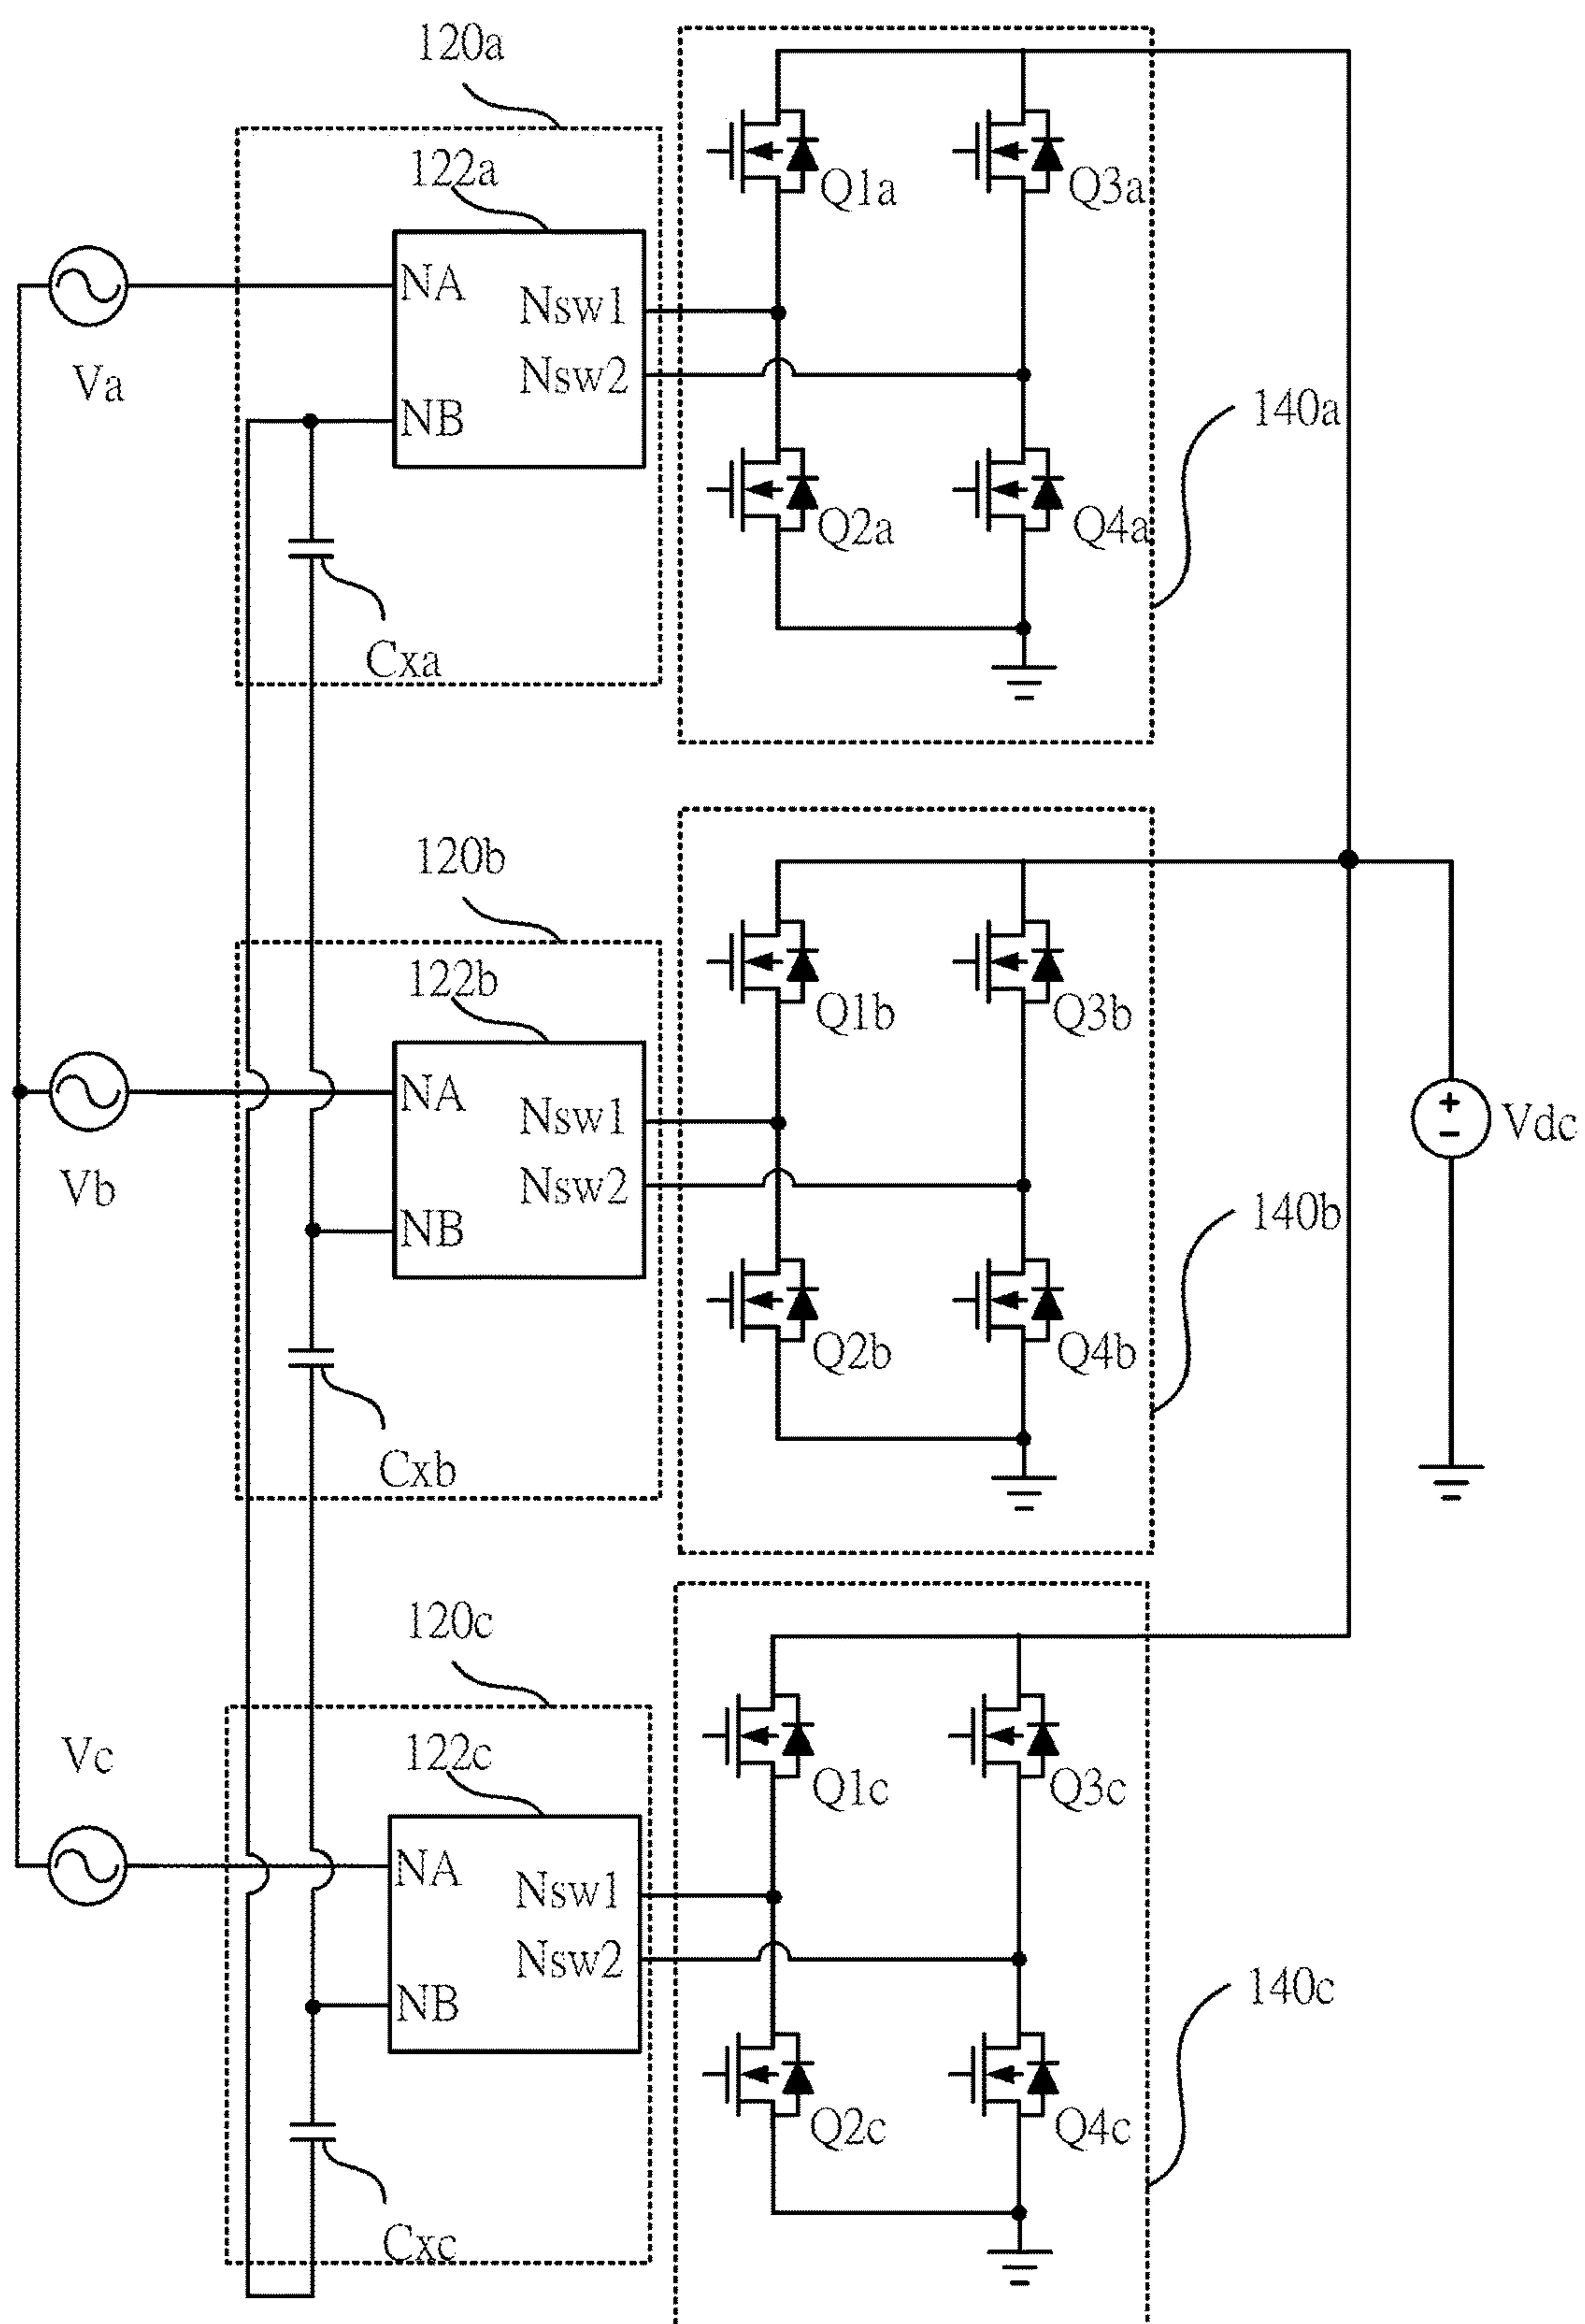 120a
122a
Q1a
Q3a
NA
Nsw1
Va
Nsw2
NB
140a
Q2a
Q4a
Cxa
120b
122b
Q1b
Q3b
NA
Nsw1
+
−
Vdc
Vb
Nsw2
NB
140b
Q2b
Q4b
Cxb
120c
Vc
122c
Q1c
Q3c
NA
Nsw1
Nsw2
NB
140c
Q2c
Q4c
Cxc